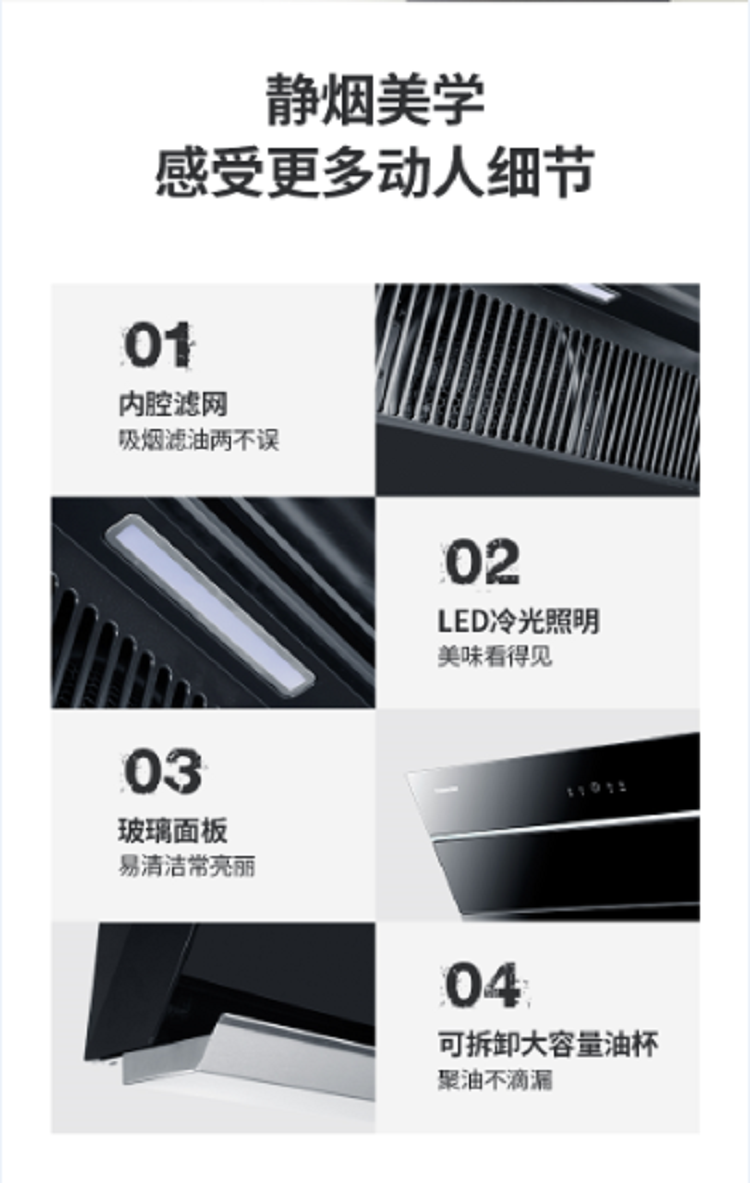 静烟美学
感受更多动人细节
01
内腔滤网
吸烟滤油两不误
02
LED冷光照明
美味看得见
03
玻璃面板
易清洁常亮丽
04
可拆卸大容量油杯
聚油不滴漏